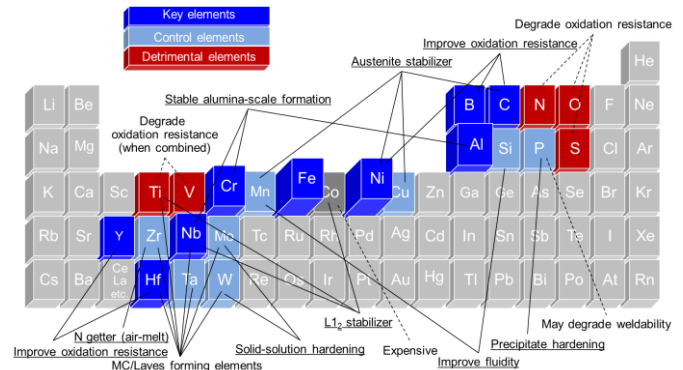 Key elements
Control elements
Detrimental elements
Degrade oxidation resistance
Improve oxidation resistance
Austenite stabilizer
Stable alumina-scale formation
Degrade
oxidation resistance
(when combined)
He
Li Be B C N O F Ne
Na Mg Al Si P S Cl Ar
K Ca Sc Ti V Cr Mn Fe Co Ni Cu Zn Ga Ge As Se Br Kr
Rb Sr Y Zr Nb Mo Tc Ru Rh Pd Ag Cd In Sn Sb Te I Xe
Cs Ba Ce
La
etc. Hf Ta W Re Os Ir Pt Au Hg Tl Pb Bi Po At Rn
L1₂ stabilizer
May degrade weldability
N getter (air-melt)
Improve oxidation resistance
MC/Laves forming elements
Solid-solution hardening
Expensive
Precipitate hardening
Improve fluidity